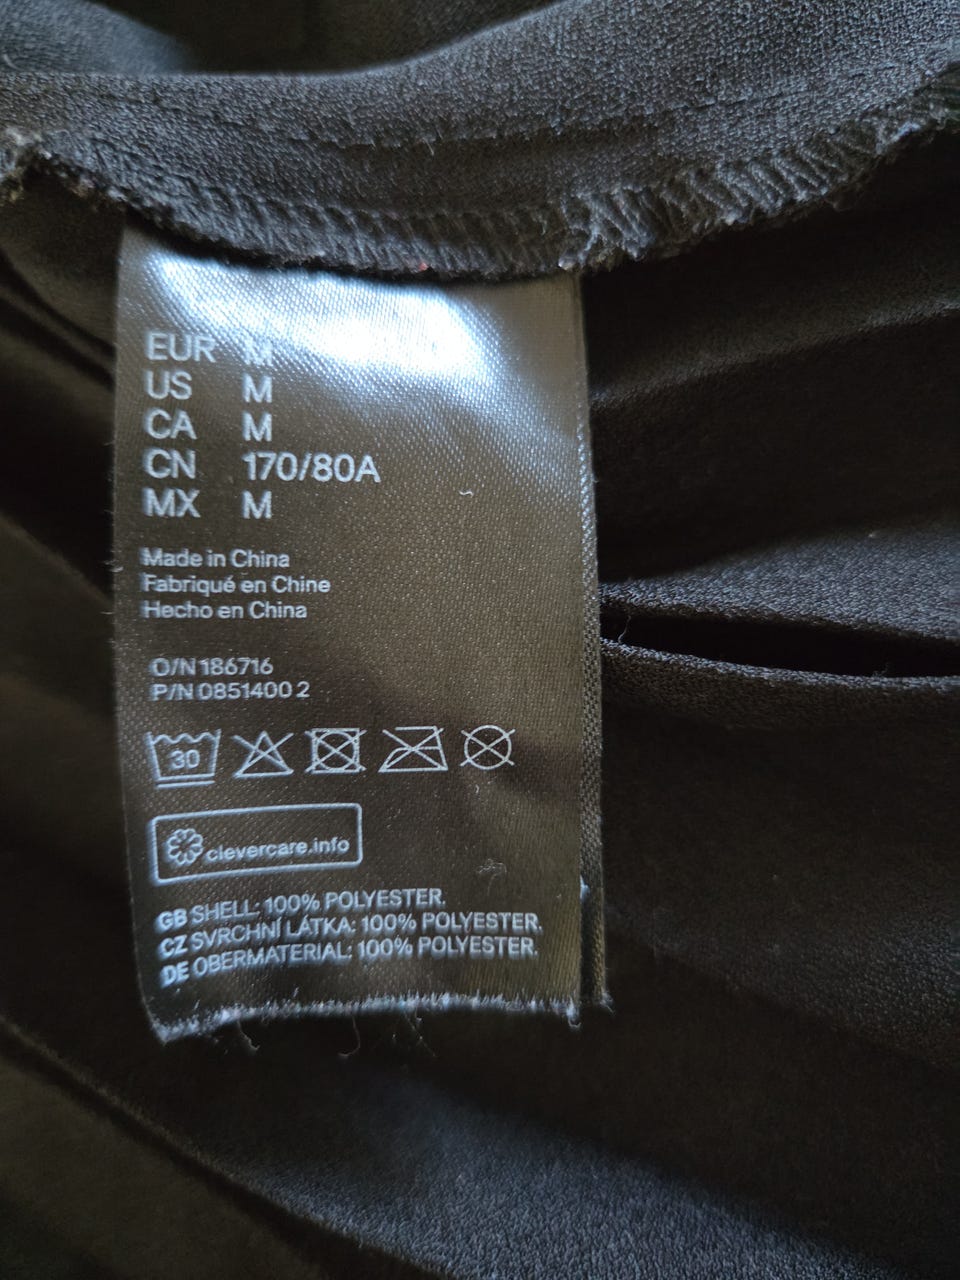 EUR M
US M
CA M
CN 170/80A
MX M
Made in China
Fabriqué en Chine
Hecho en China
O/N 186716
P/N 0851400 2
30
clevercare.info
GB SHELL: 100% POLYESTER.
CZ SVRCHNÍ LÁTKA: 100% POLYESTER.
DE OBERMATERIAL: 100% POLYESTER.